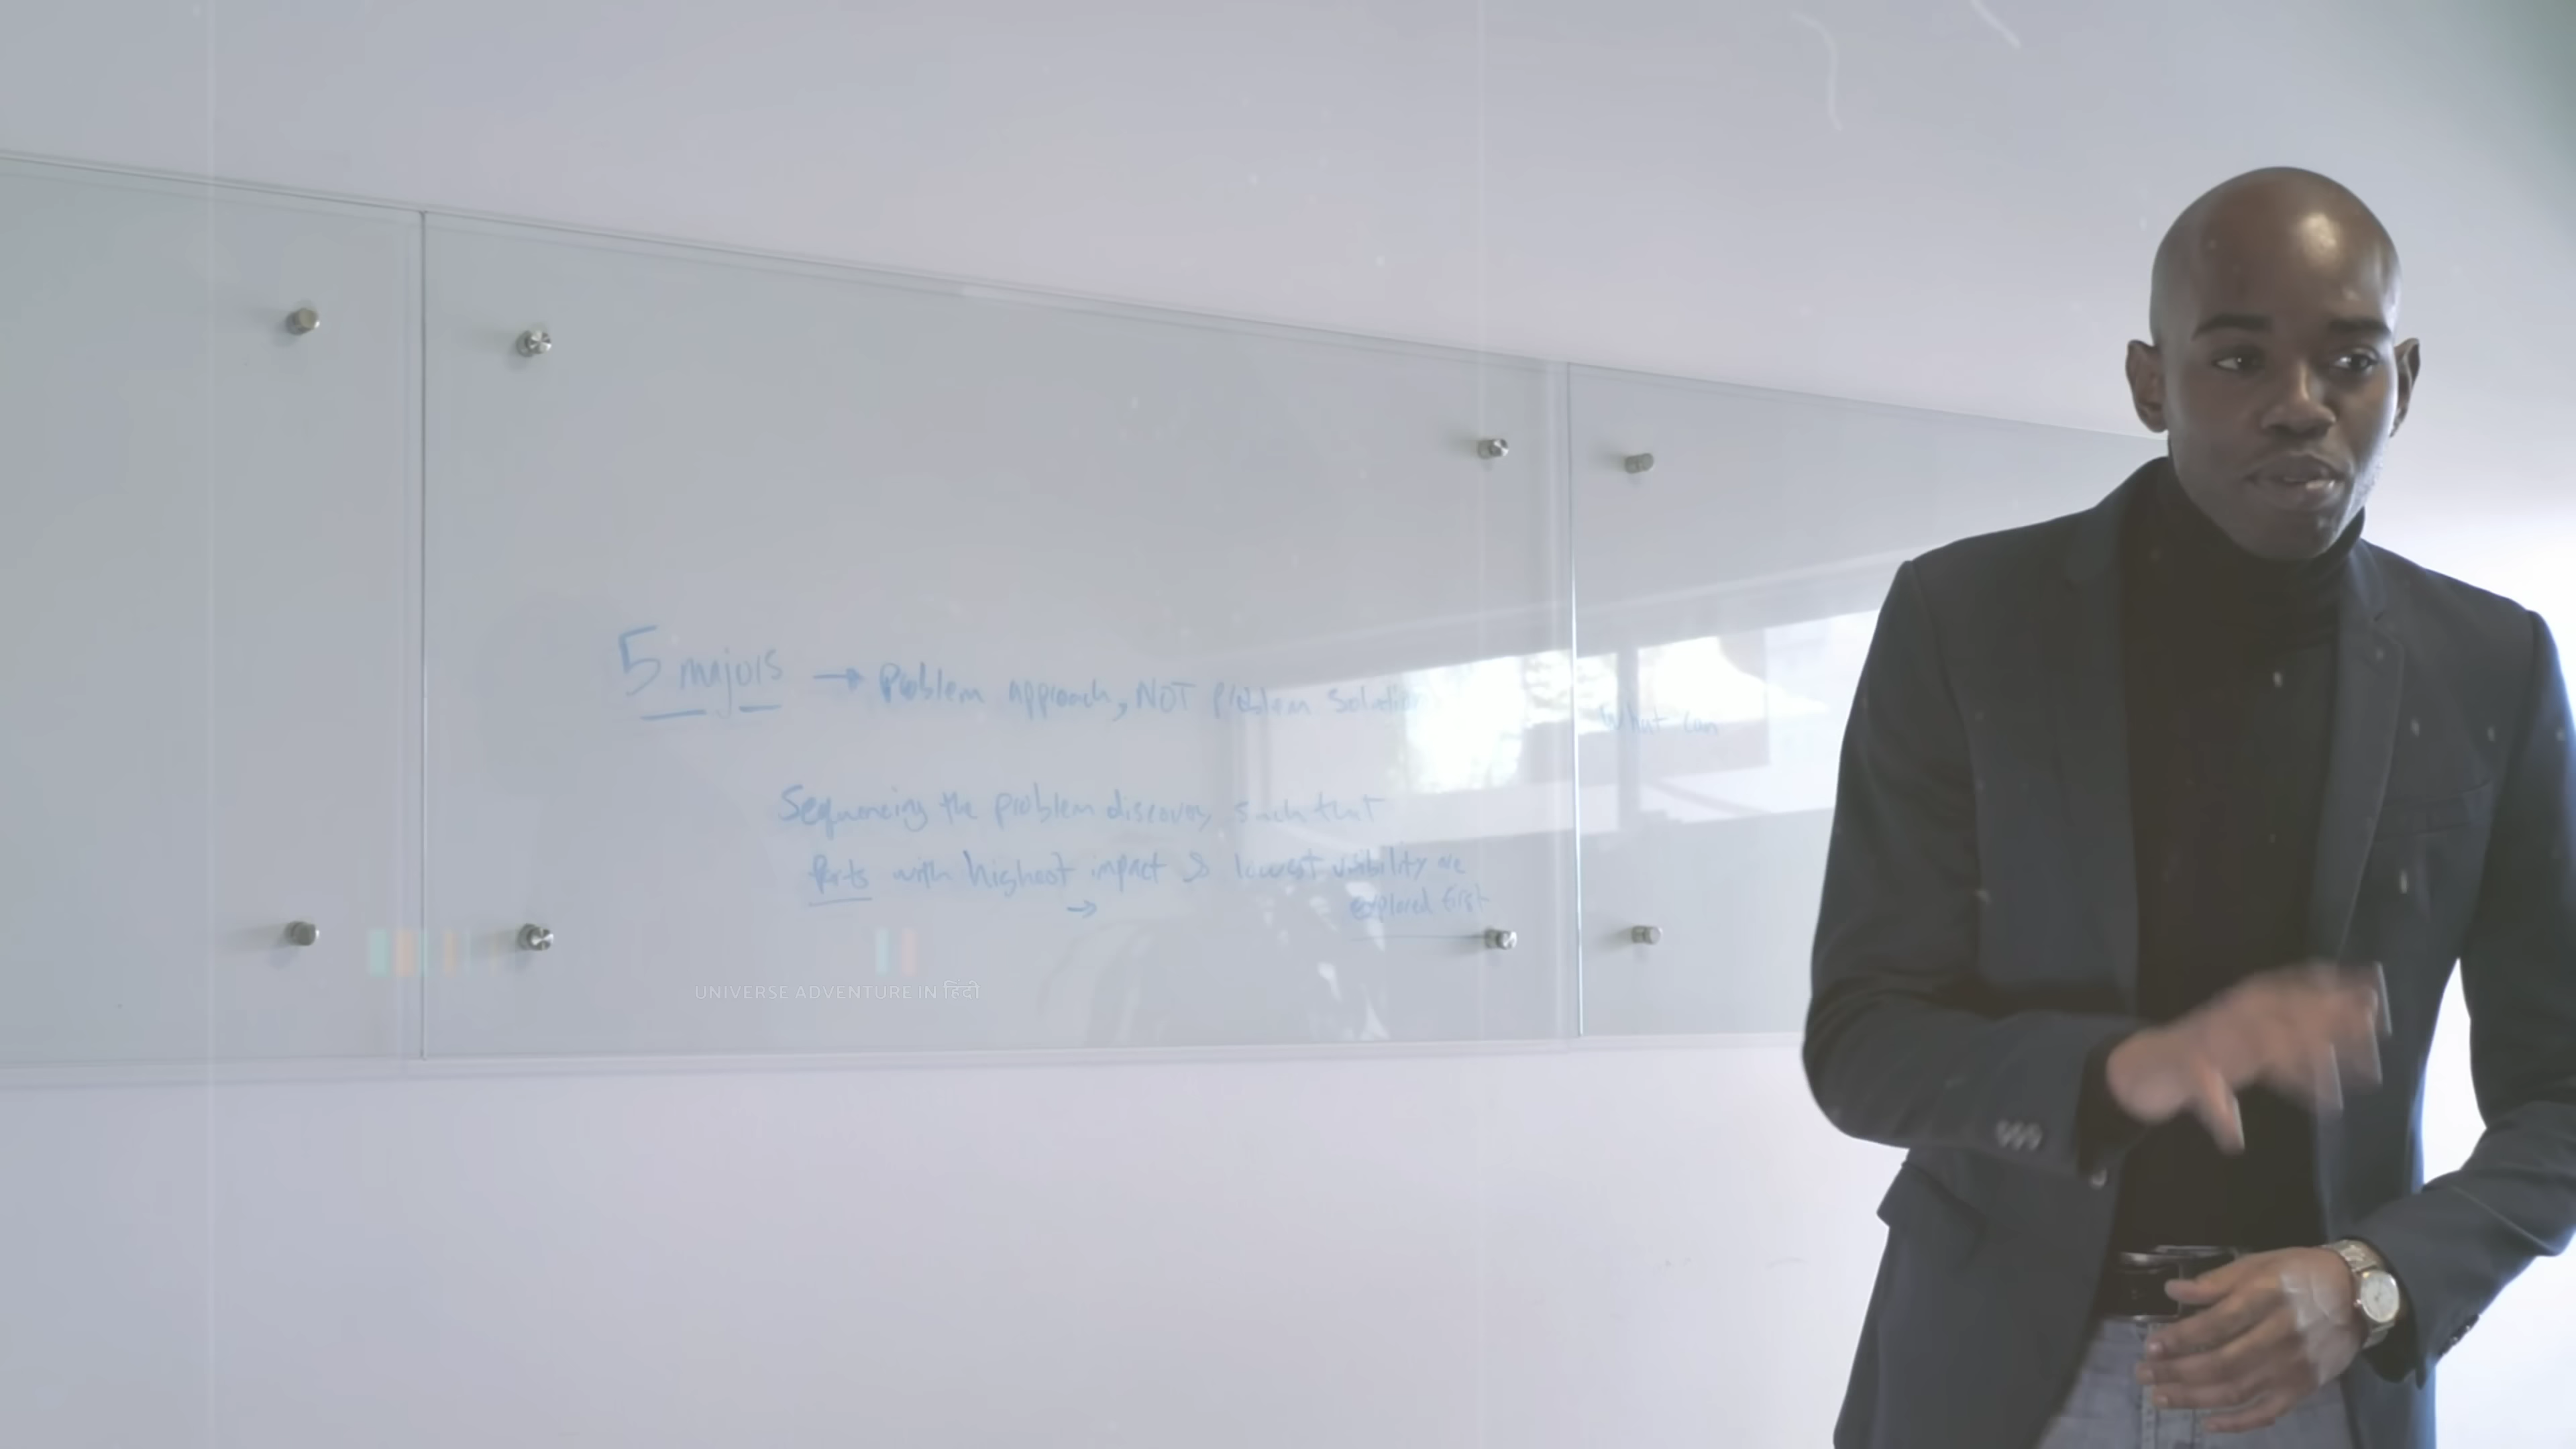 5 majors → Problem approach, NOT problem solution
What can
Sequencing the problem discovery such that
Parts with highest impact & lowest visibility are
→ explored first
UNIVERSE ADVENTURE IN हिंदी